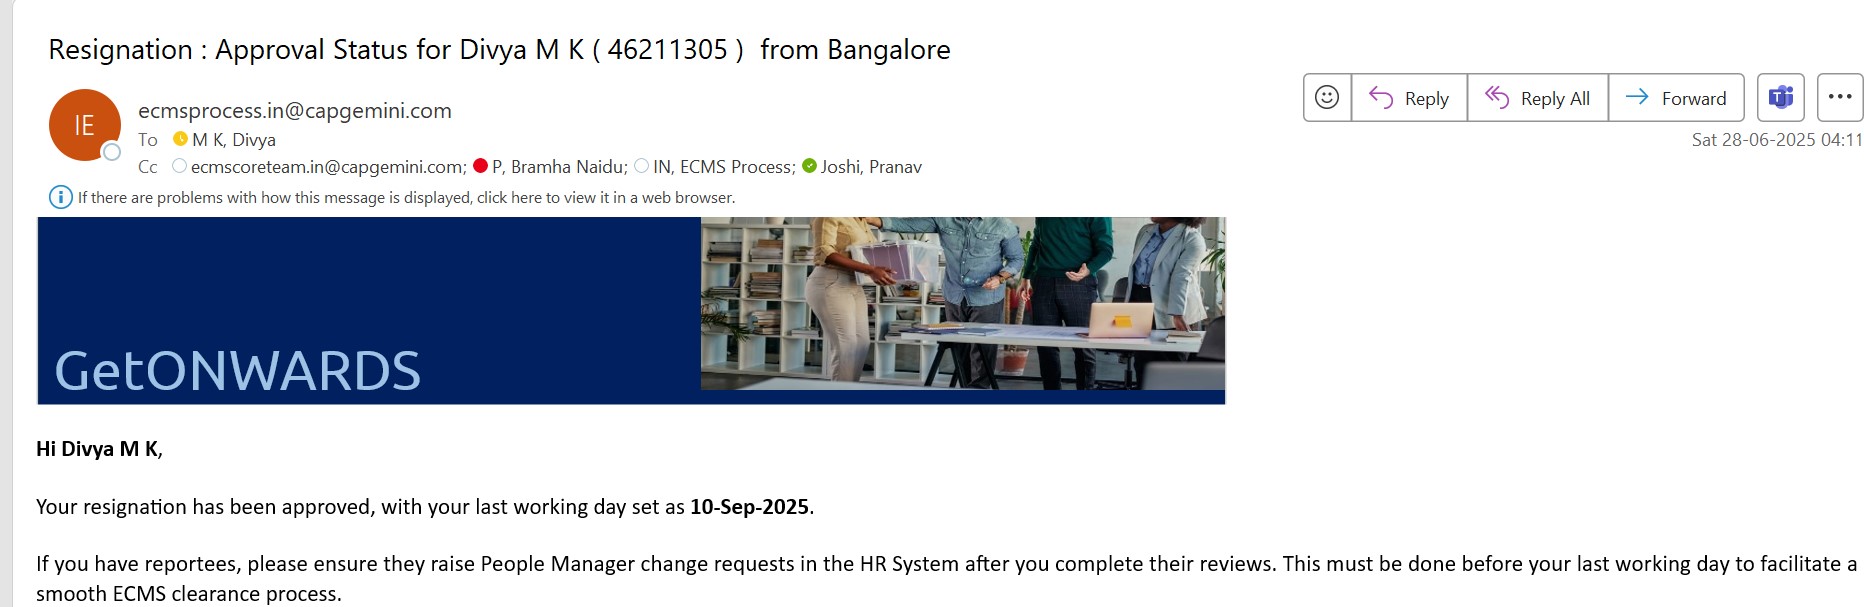 Resignation : Approval Status for Divya M K ( 46211305 )  from Bangalore
IE
ecmsprocess.in@capgemini.com
To M K, Divya
Cc ecmscoreteam.in@capgemini.com; P, Bramha Naidu; IN, ECMS Process; Joshi, Pranav
Reply Reply All Forward
Sat 28-06-2025 04:11
If there are problems with how this message is displayed, click here to view it in a web browser.
GetONWARDS
Hi Divya M K,
Your resignation has been approved, with your last working day set as 10-Sep-2025.
If you have reportees, please ensure they raise People Manager change requests in the HR System after you complete their reviews. This must be done before your last working day to facilitate a
smooth ECMS clearance process.